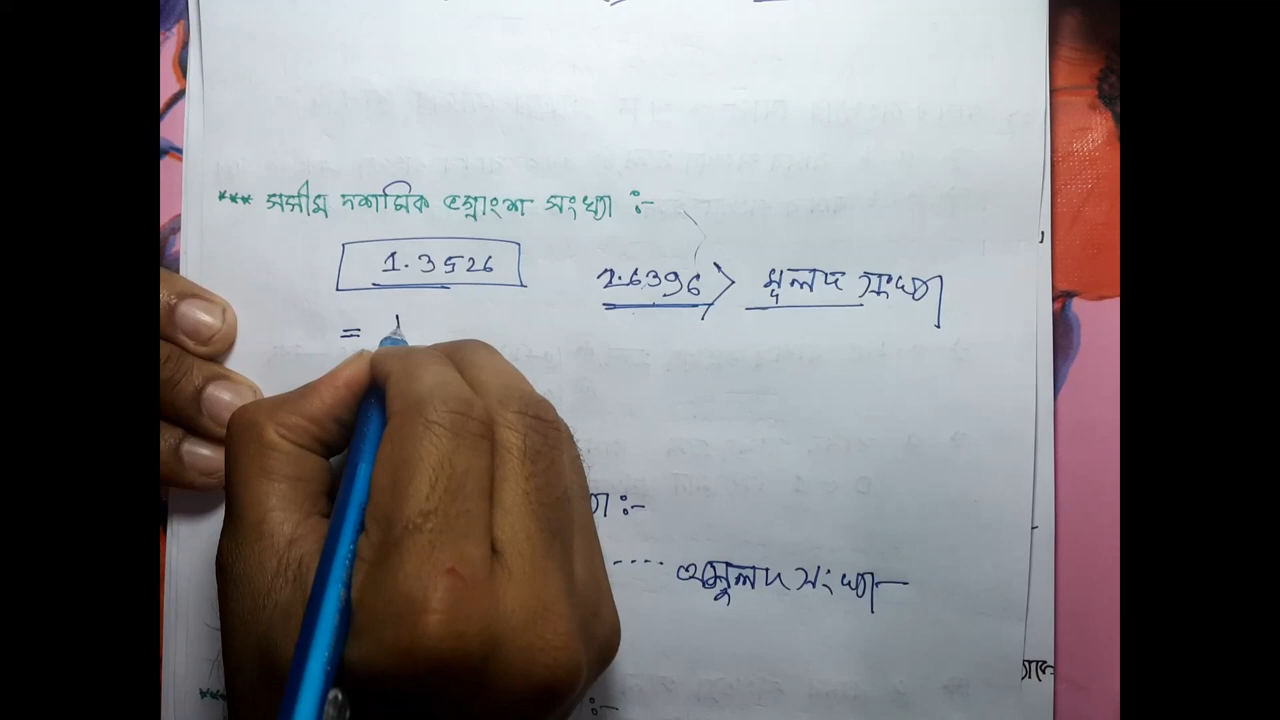 *** সসীম দশমিক ভগ্নাংশ সংখ্যা :-
1.3526 2.6396 > মূলদ সংখ্যা
= 1
:-
.... অমূলদ সংখ্যা
***
:-